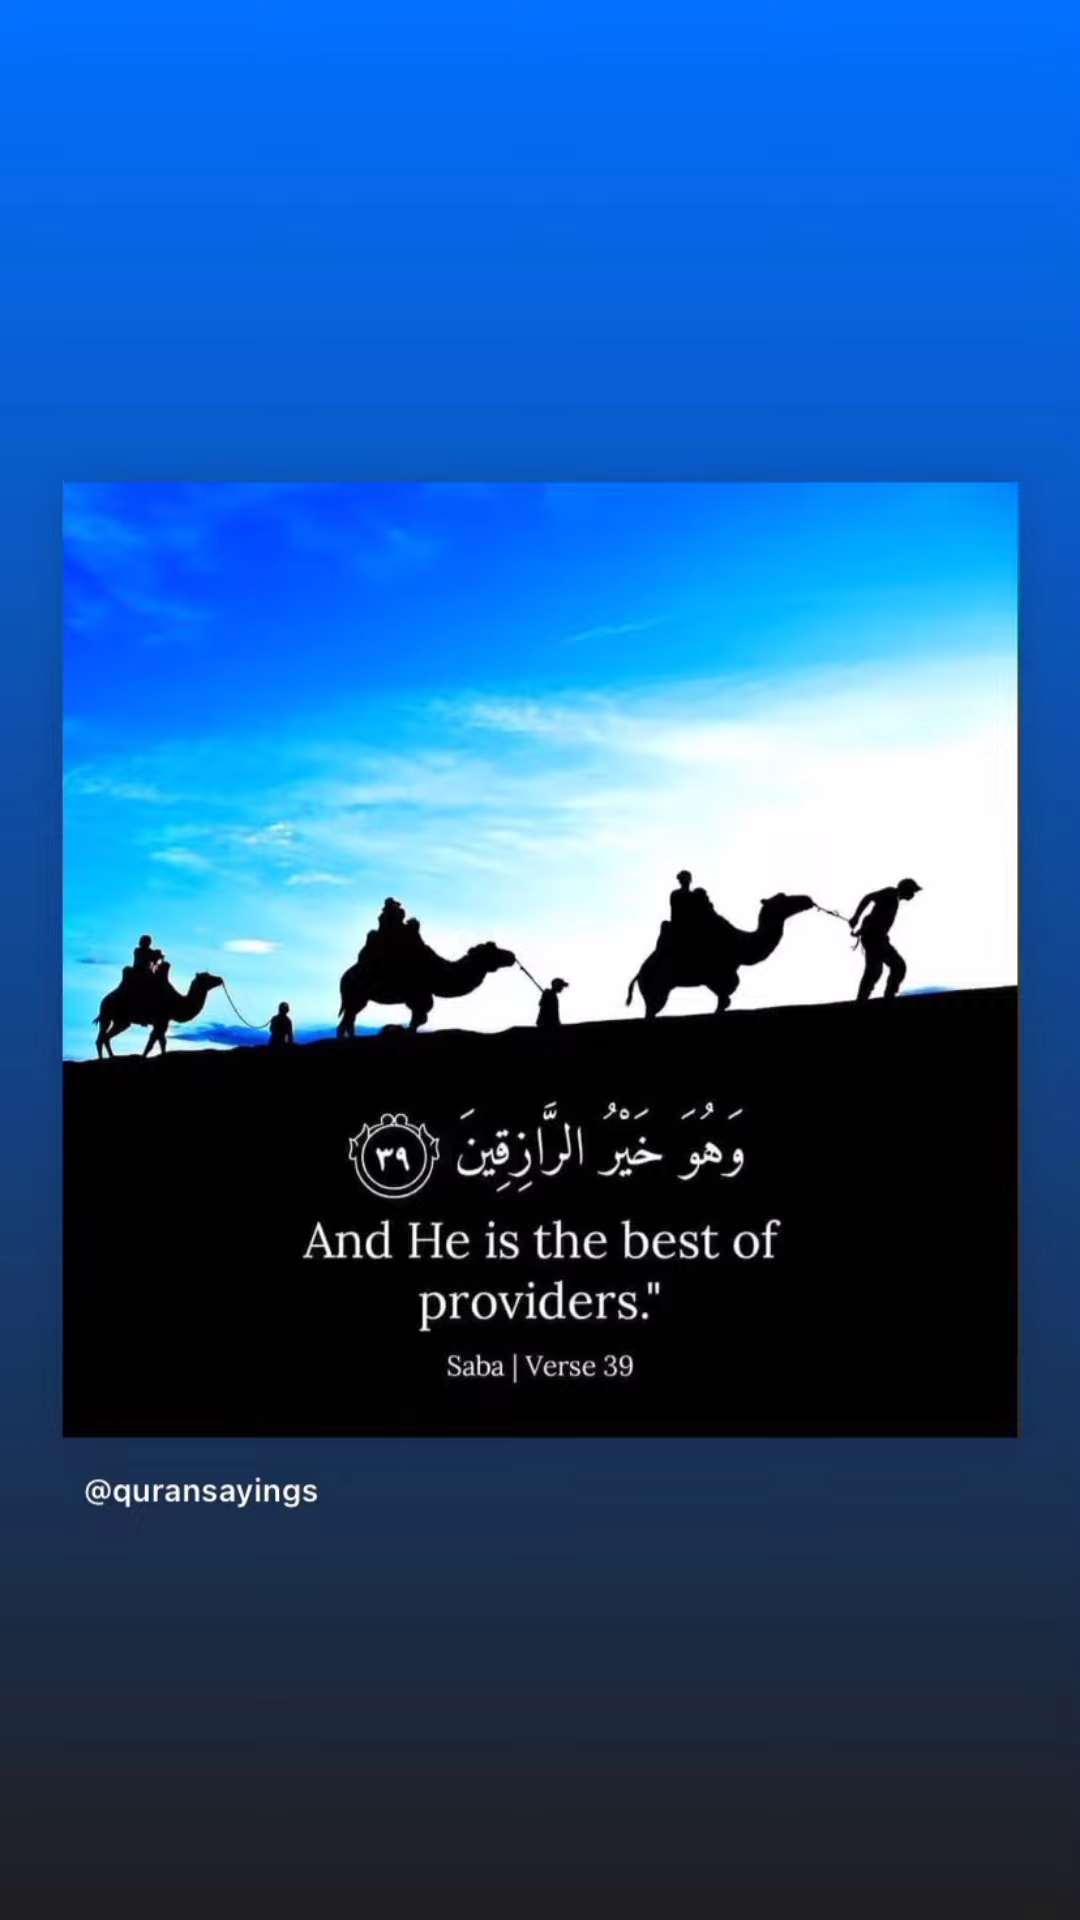 وَهُوَ خَيْرُ الرَّازِقِينَ ٣٩
And He is the best of
providers."
Saba | Verse 39
@quransayings